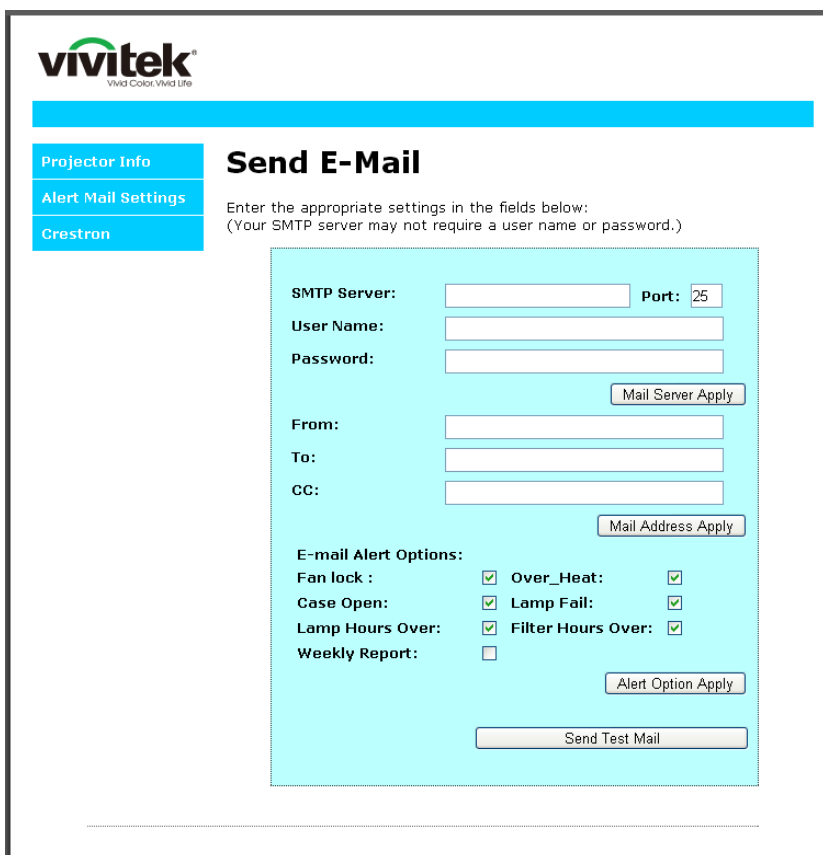 vivitek®
Vivid Color. Vivid Life
Projector Info
Alert Mail Settings
Crestron
Send E-Mail
Enter the appropriate settings in the fields below:
(Your SMTP server may not require a user name or password.)
SMTP Server: Port: 25
User Name:
Password:
Mail Server Apply
From:
To:
CC:
Mail Address Apply
E-mail Alert Options:
Fan lock : Over_Heat:
Case Open: Lamp Fail:
Lamp Hours Over: Filter Hours Over:
Weekly Report:
Alert Option Apply
Send Test Mail